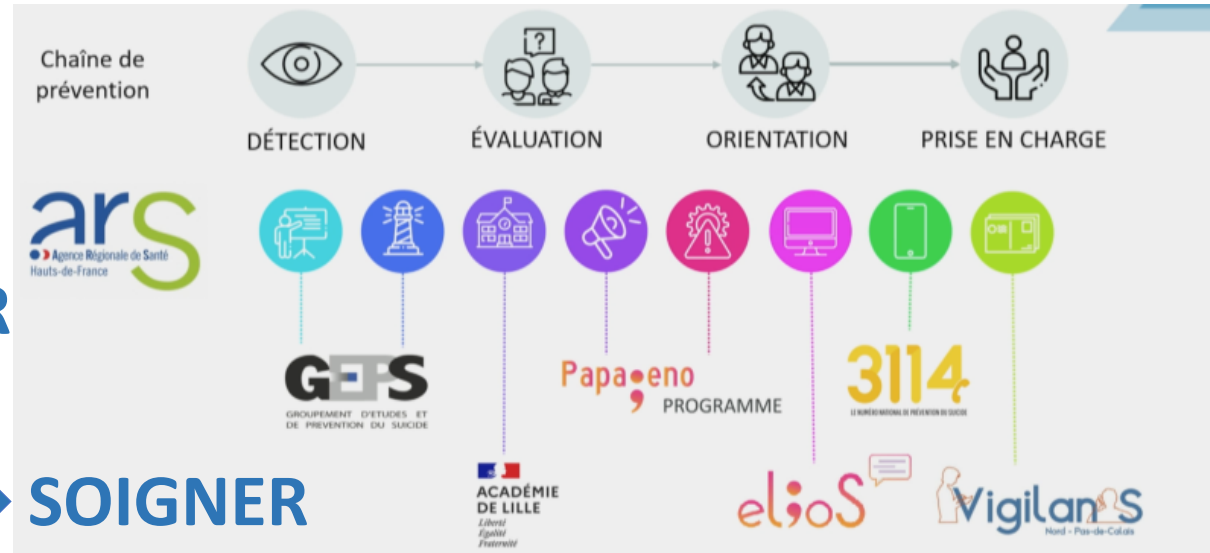 Chaîne de
prévention
?
DÉTECTION
ÉVALUATION
ORIENTATION
PRISE EN CHARGE
ars
Agence Régionale de Santé
Hauts-de-France
R
GEPS
GROUPEMENT D'ETUDES ET
DE PREVENTION DU SUICIDE
Papageno
PROGRAMME
3114
LE NUMÉRO NATIONAL DE PRÉVENTION DU SUICIDE
SOIGNER
ACADÉMIE
DE LILLE
Liberté
Égalité
Fraternité
elioS
VigilanS
Nord - Pas-de-Calais